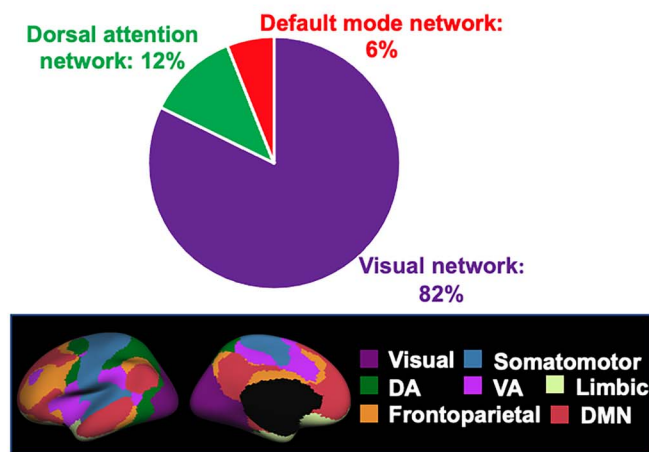 Default mode network:
6%
Dorsal attention
network: 12%
Visual network:
82%
Visual Somatomotor
DA VA Limbic
Frontoparietal DMN